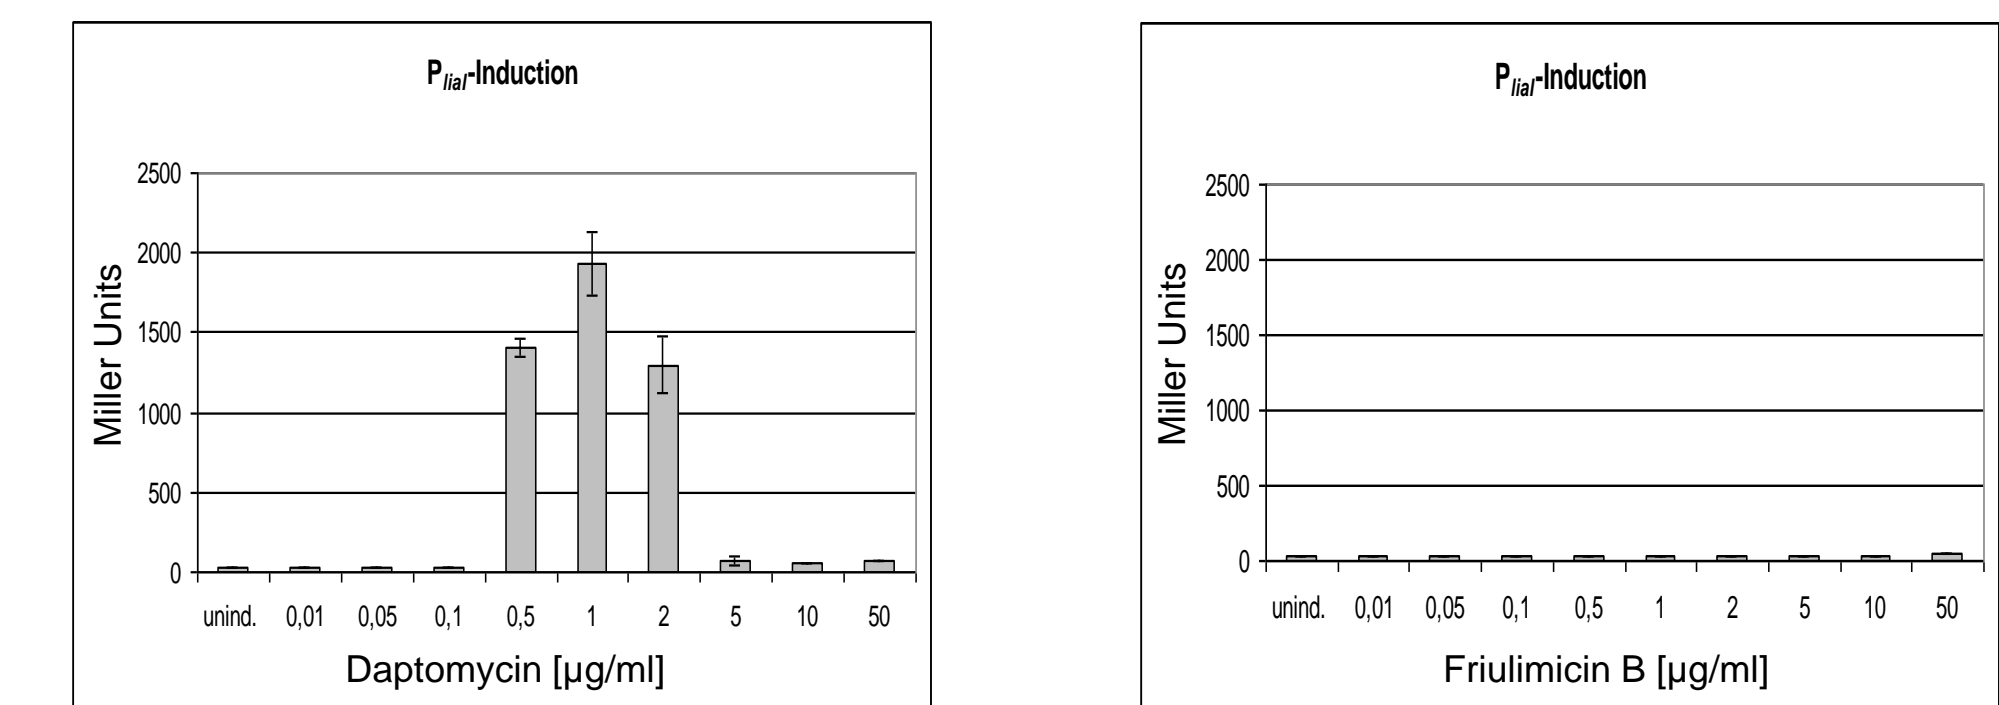 P_liaI-Induction
2500
2000
1500
1000
500
0
Miller Units
unind. 0,01 0,05 0,1 0,5 1 2 5 10 50
Daptomycin [µg/ml]
P_liaI-Induction
2500
2000
1500
1000
500
0
Miller Units
unind. 0,01 0,05 0,1 0,5 1 2 5 10 50
Friulimicin B [µg/ml]